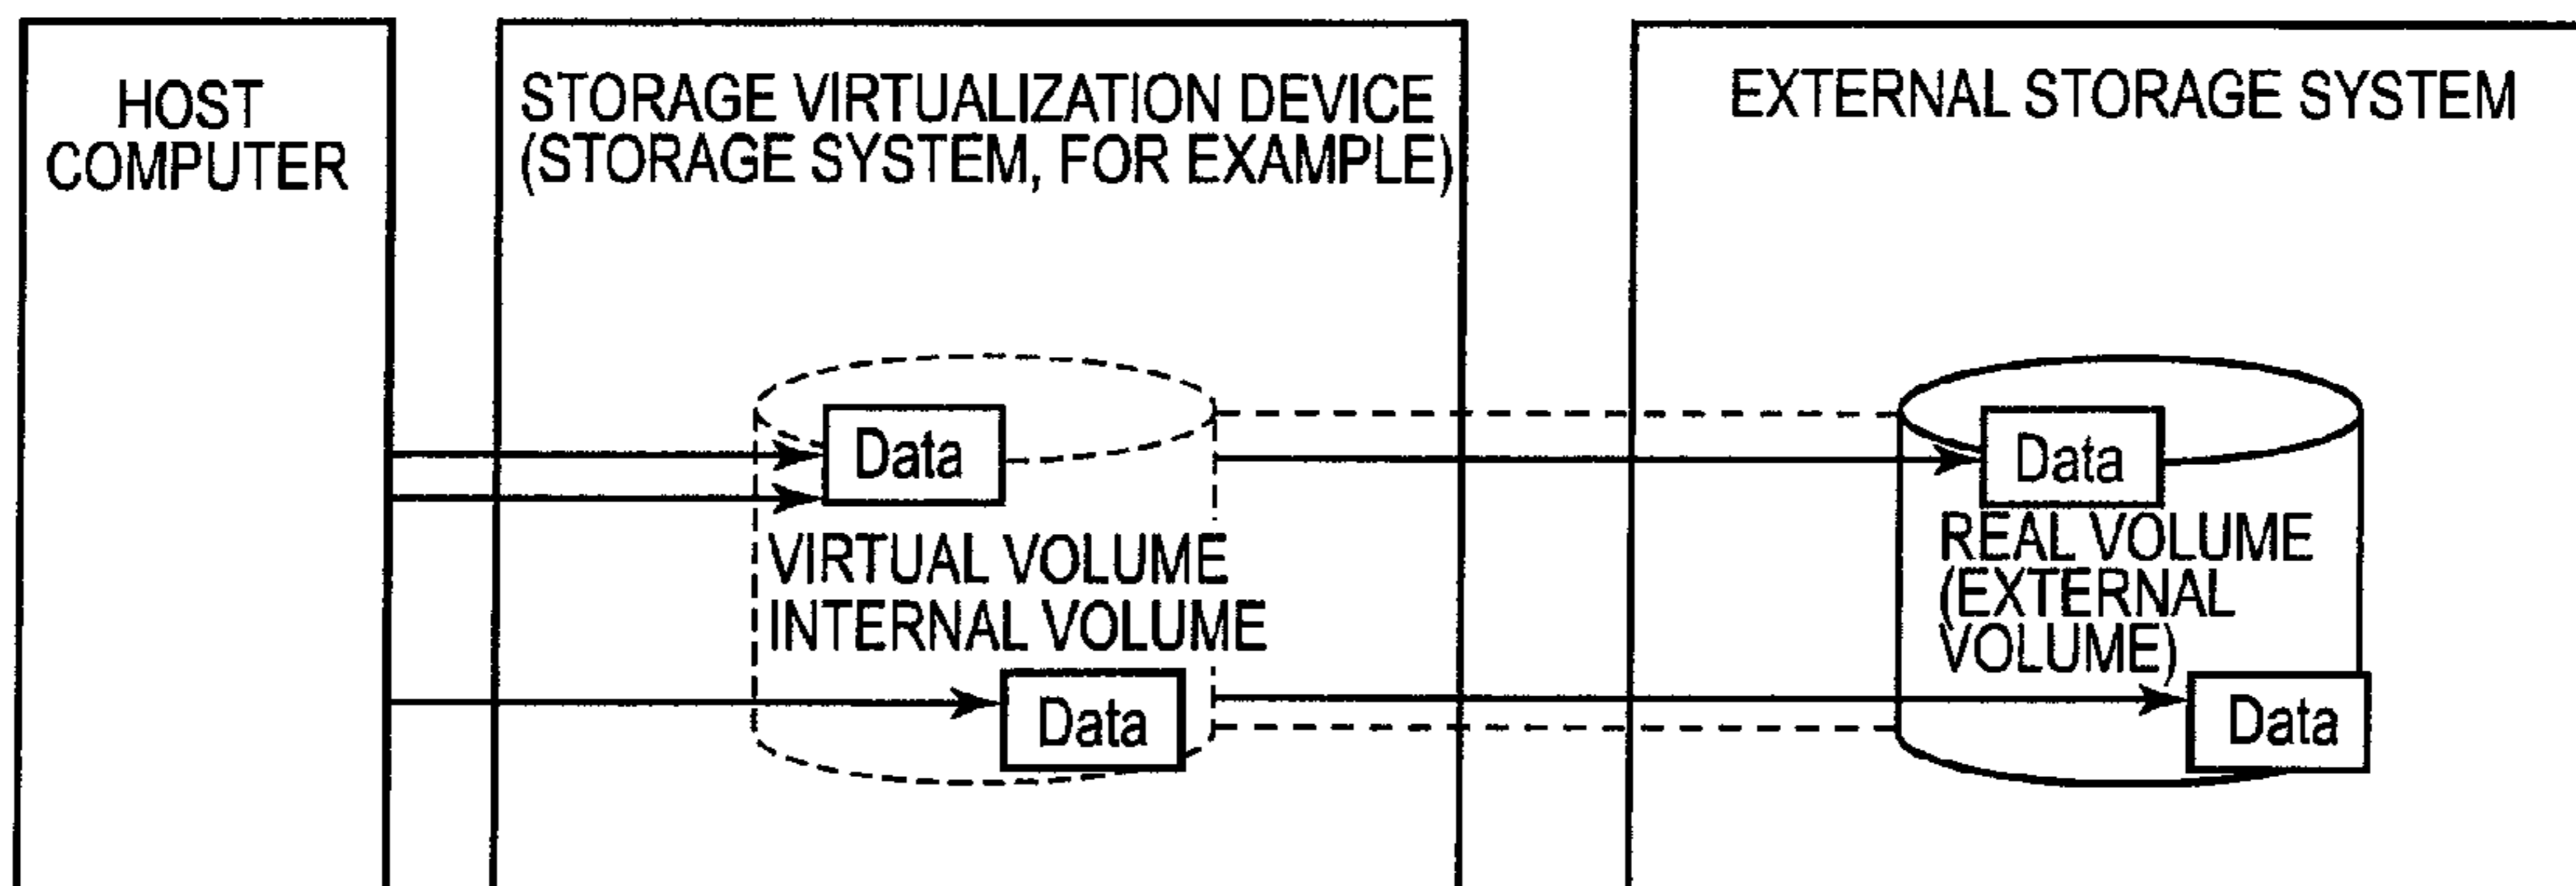 HOST
COMPUTER
STORAGE VIRTUALIZATION DEVICE
(STORAGE SYSTEM, FOR EXAMPLE)
EXTERNAL STORAGE SYSTEM
Data
VIRTUAL VOLUME
INTERNAL VOLUME
Data
Data
REAL VOLUME
(EXTERNAL
VOLUME)
Data